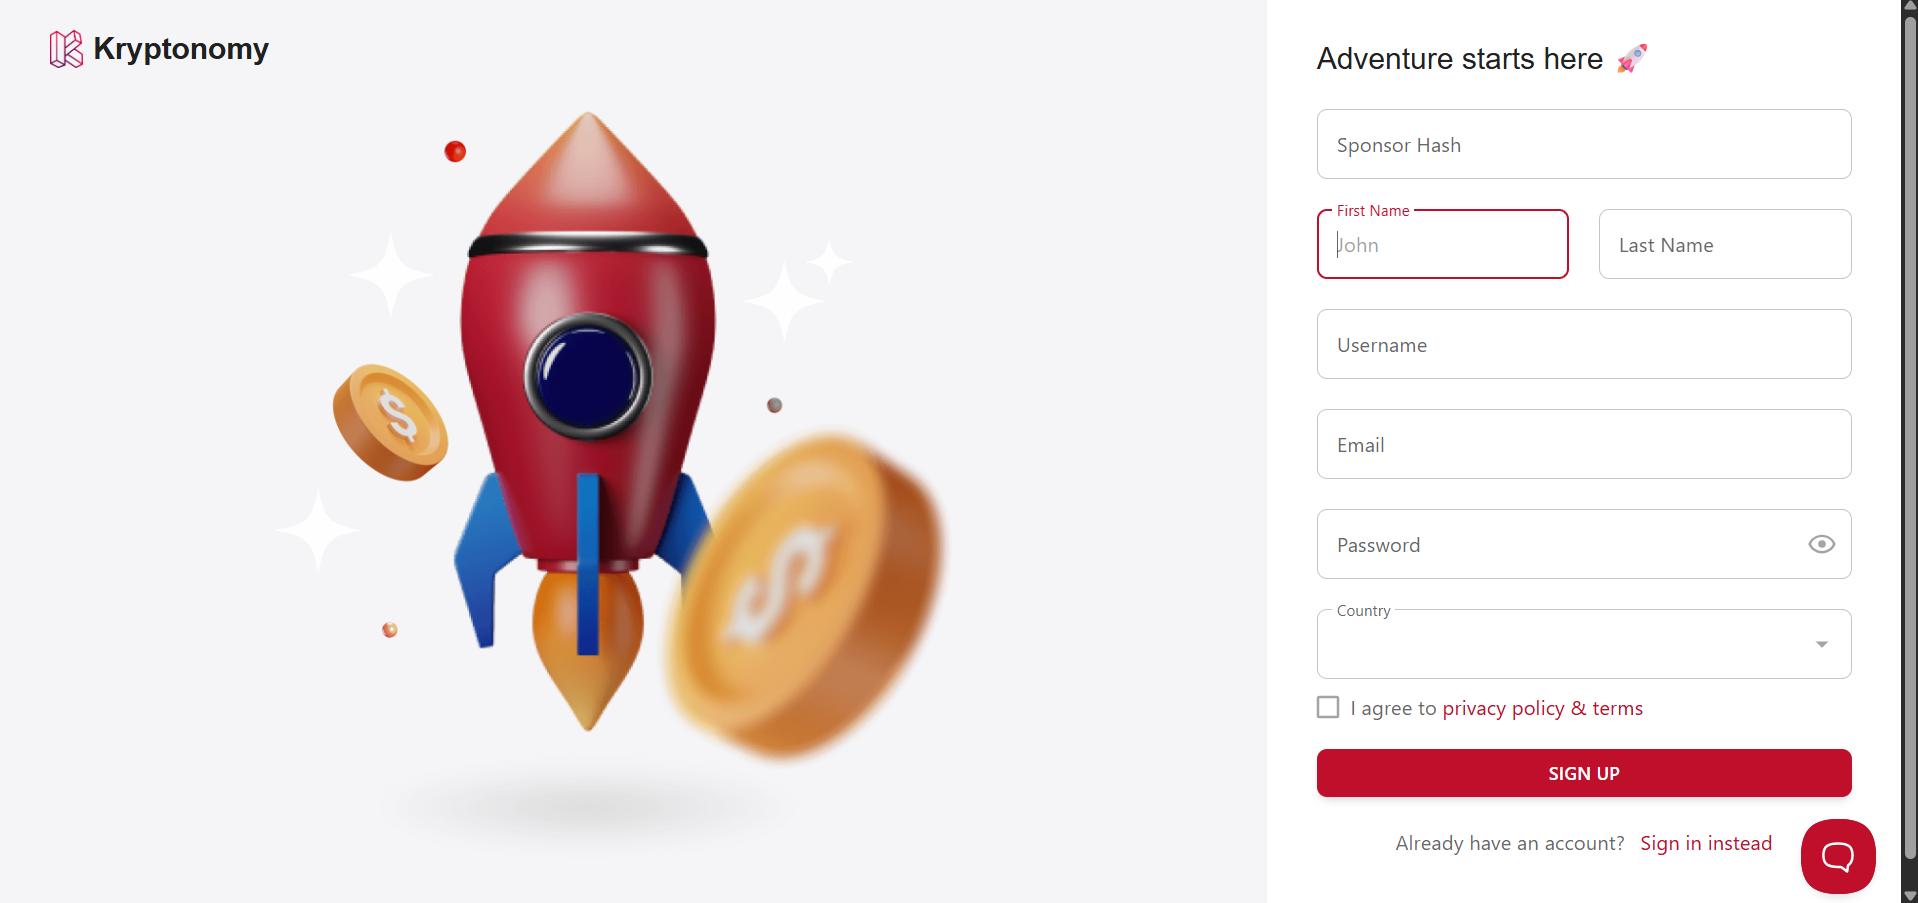 Kryptonomy
Adventure starts here 🚀
Sponsor Hash
First Name
John
Last Name
Username
Email
Password
Country
I agree to privacy policy & terms
SIGN UP
Already have an account? Sign in instead
$
$